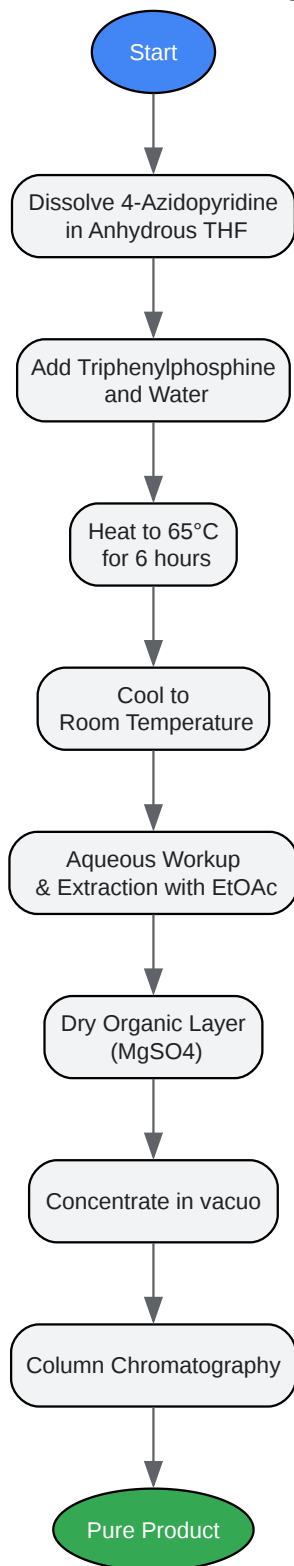 Start
Dissolve 4-Azidopyridine
in Anhydrous THF
Add Triphenylphosphine
and Water
Heat to 65°C
for 6 hours
Cool to
Room Temperature
Aqueous Workup
& Extraction with EtOAc
Dry Organic Layer
(MgSO4)
Concentrate in vacuo
Column Chromatography
Pure Product